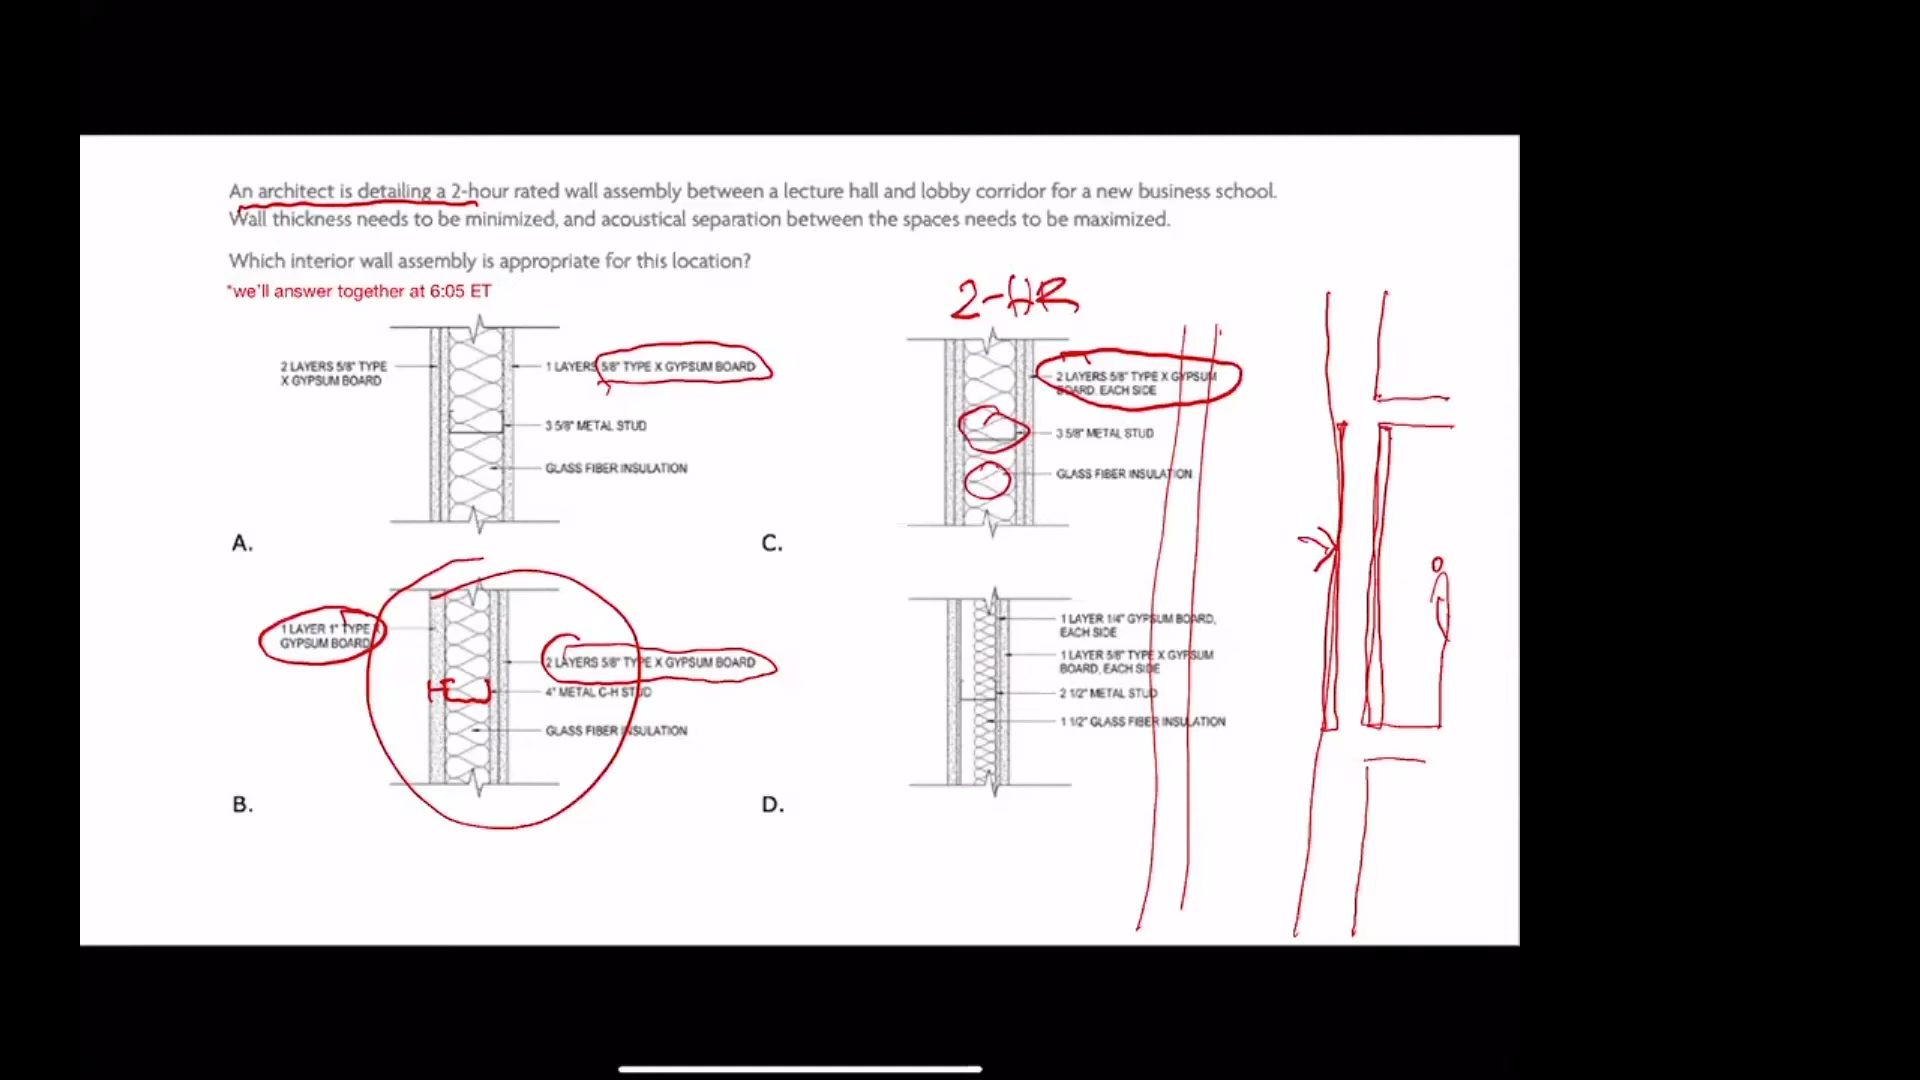 An architect is detailing a 2-hour rated wall assembly between a lecture hall and lobby corridor for a new business school.
Wall thickness needs to be minimized, and acoustical separation between the spaces needs to be maximized.
Which interior wall assembly is appropriate for this location?
*we'll answer together at 6:05 ET
2 LAYERS 5/8" TYPE
X GYPSUM BOARD
1 LAYERS 5/8" TYPE X GYPSUM BOARD
3 5/8" METAL STUD
GLASS FIBER INSULATION
A.
2-HR
2 LAYERS 5/8" TYPE X GYPSUM
BOARD, EACH SIDE
3 5/8" METAL STUD
GLASS FIBER INSULATION
C.
1 LAYER 1" TYPE X
GYPSUM BOARD
2 LAYERS 5/8" TYPE X GYPSUM BOARD
4" METAL C-H STUD
GLASS FIBER INSULATION
B.
1 LAYER 1/4" GYPSUM BOARD,
EACH SIDE
1 LAYER 5/8" TYPE X GYPSUM
BOARD, EACH SIDE
2 1/2" METAL STUD
1 1/2" GLASS FIBER INSULATION
D.